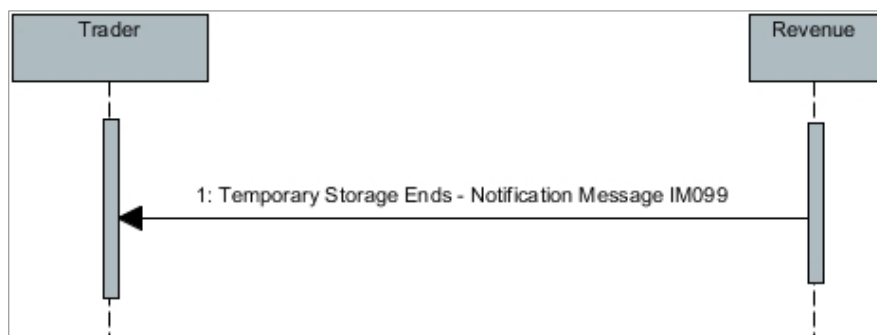 Trader
Revenue
1: Temporary Storage Ends - Notification Message IM099